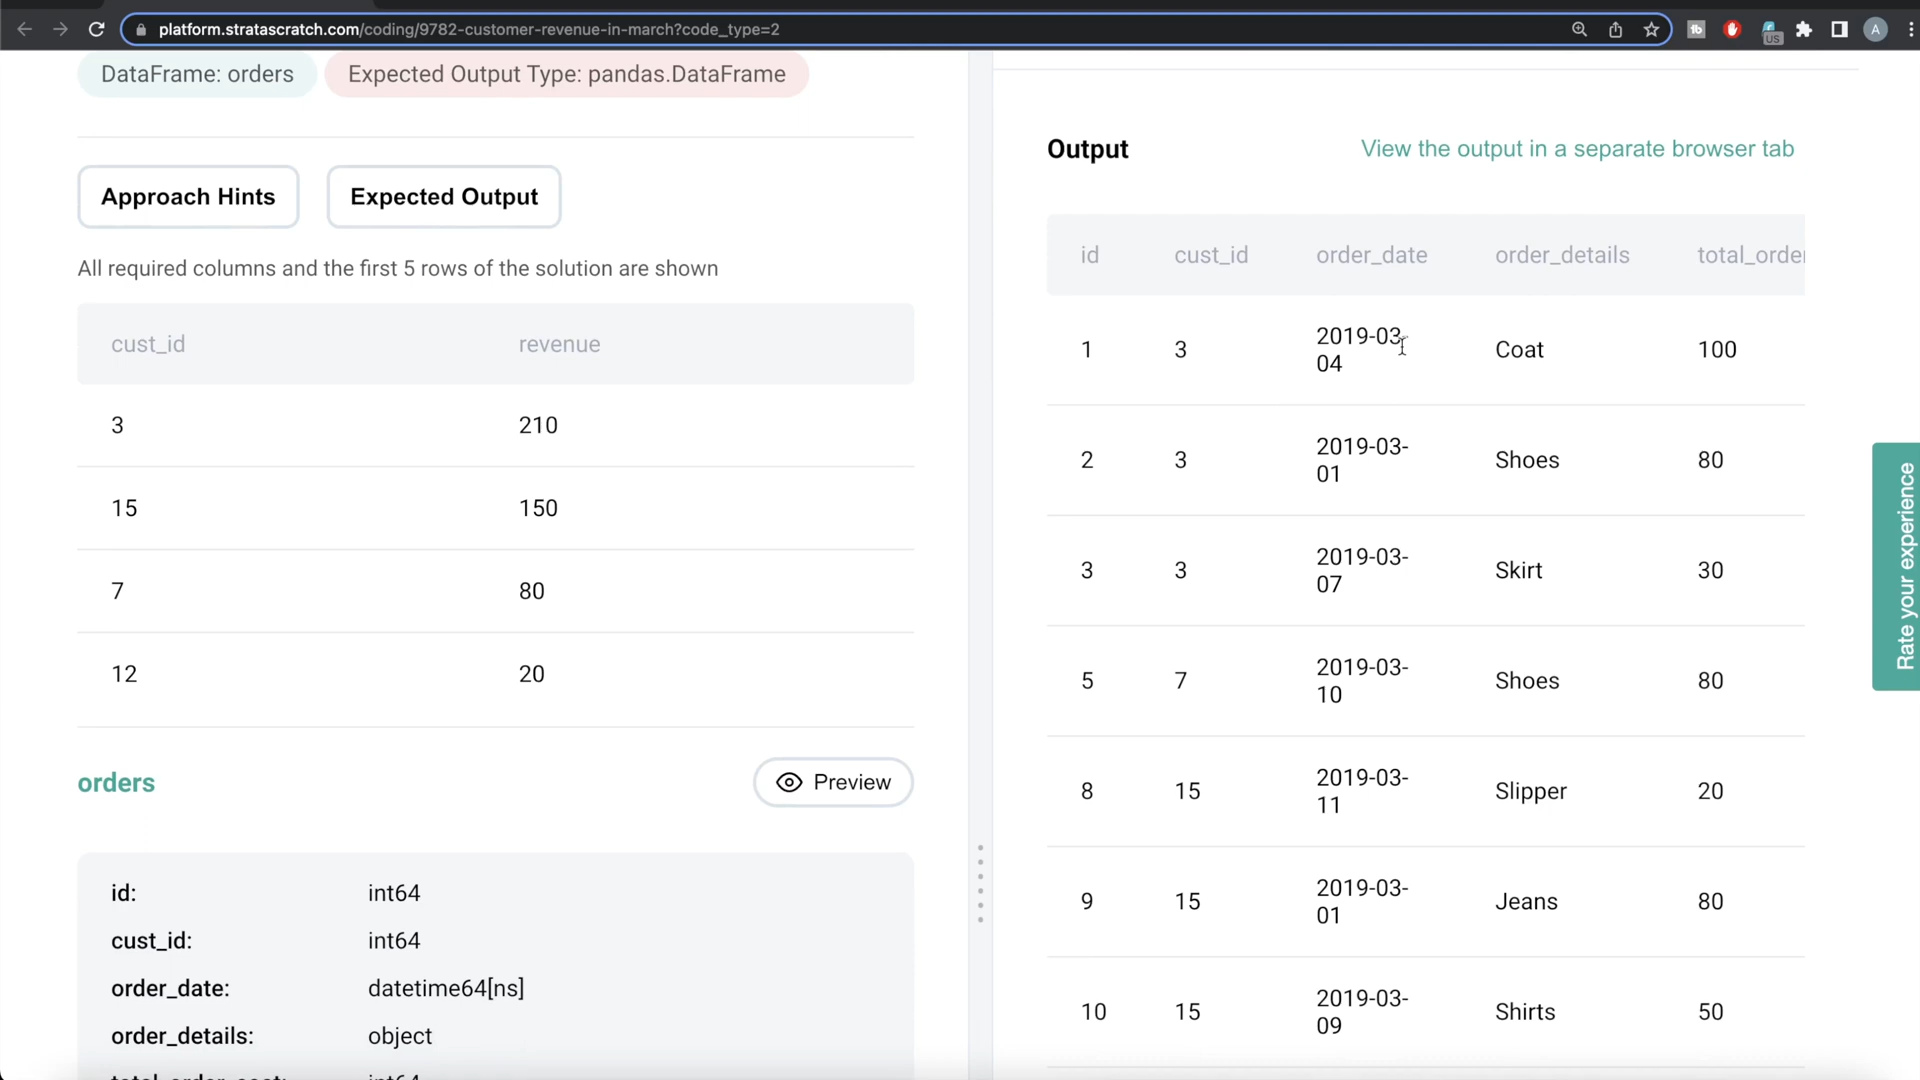 platform.stratascratch.com/coding/9782-customer-revenue-in-march?code_type=2
tb
US
A
DataFrame: orders
Expected Output Type: pandas.DataFrame
Approach Hints
Expected Output
All required columns and the first 5 rows of the solution are shown
cust_id revenue
3 210
15 150
7 80
12 20
orders
Preview
id: int64
cust_id: int64
order_date: datetime64[ns]
order_details: object
total_order_cost: int64
Output
View the output in a separate browser tab
id cust_id order_date order_details total_order
1 3 2019-03-
04 Coat 100
2 3 2019-03-
01 Shoes 80
3 3 2019-03-
07 Skirt 30
5 7 2019-03-
10 Shoes 80
8 15 2019-03-
11 Slipper 20
9 15 2019-03-
01 Jeans 80
10 15 2019-03-
09 Shirts 50
Rate your experience